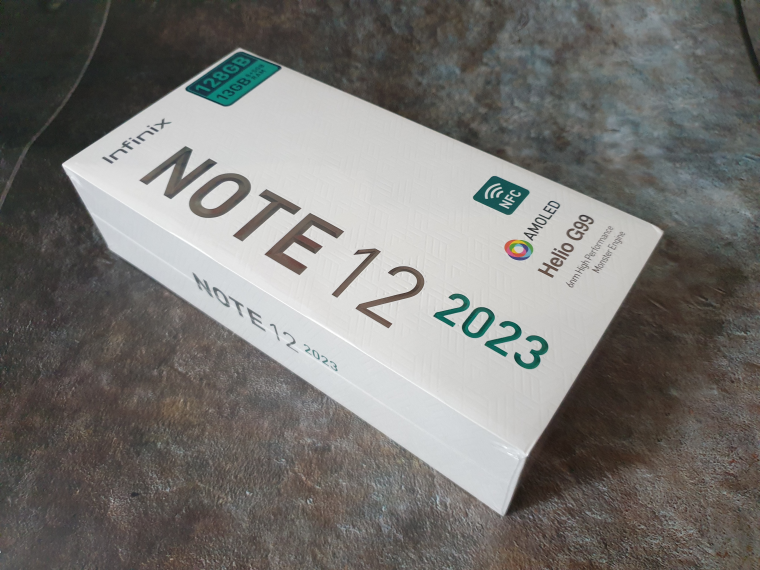 128GB
13GB
Infinix
NOTE 12 2023
NFC
AMOLED
Helio G99
6nm High Performance
Monster Engine
NOTE 12 2023